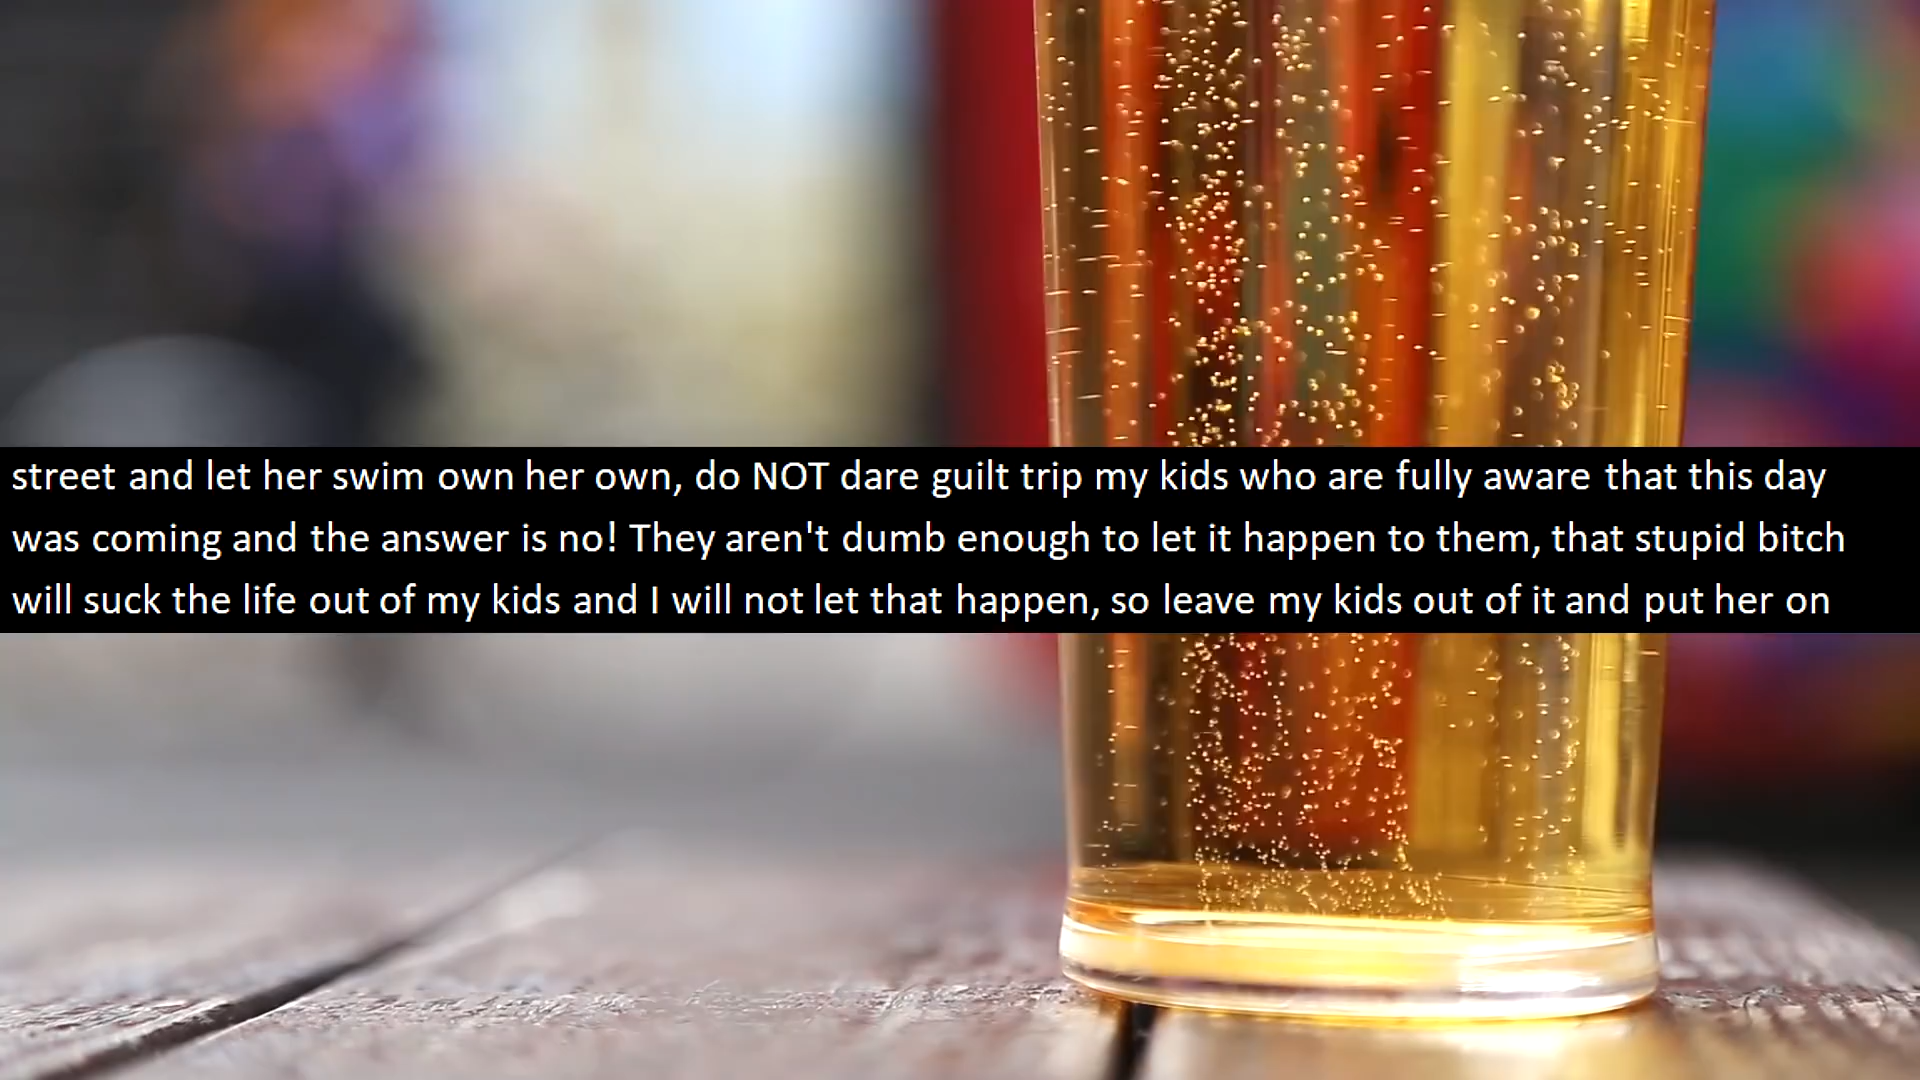 street and let her swim own her own, do NOT dare guilt trip my kids who are fully aware that this day
was coming and the answer is no! They aren't dumb enough to let it happen to them, that stupid bitch
will suck the life out of my kids and I will not let that happen, so leave my kids out of it and put her on